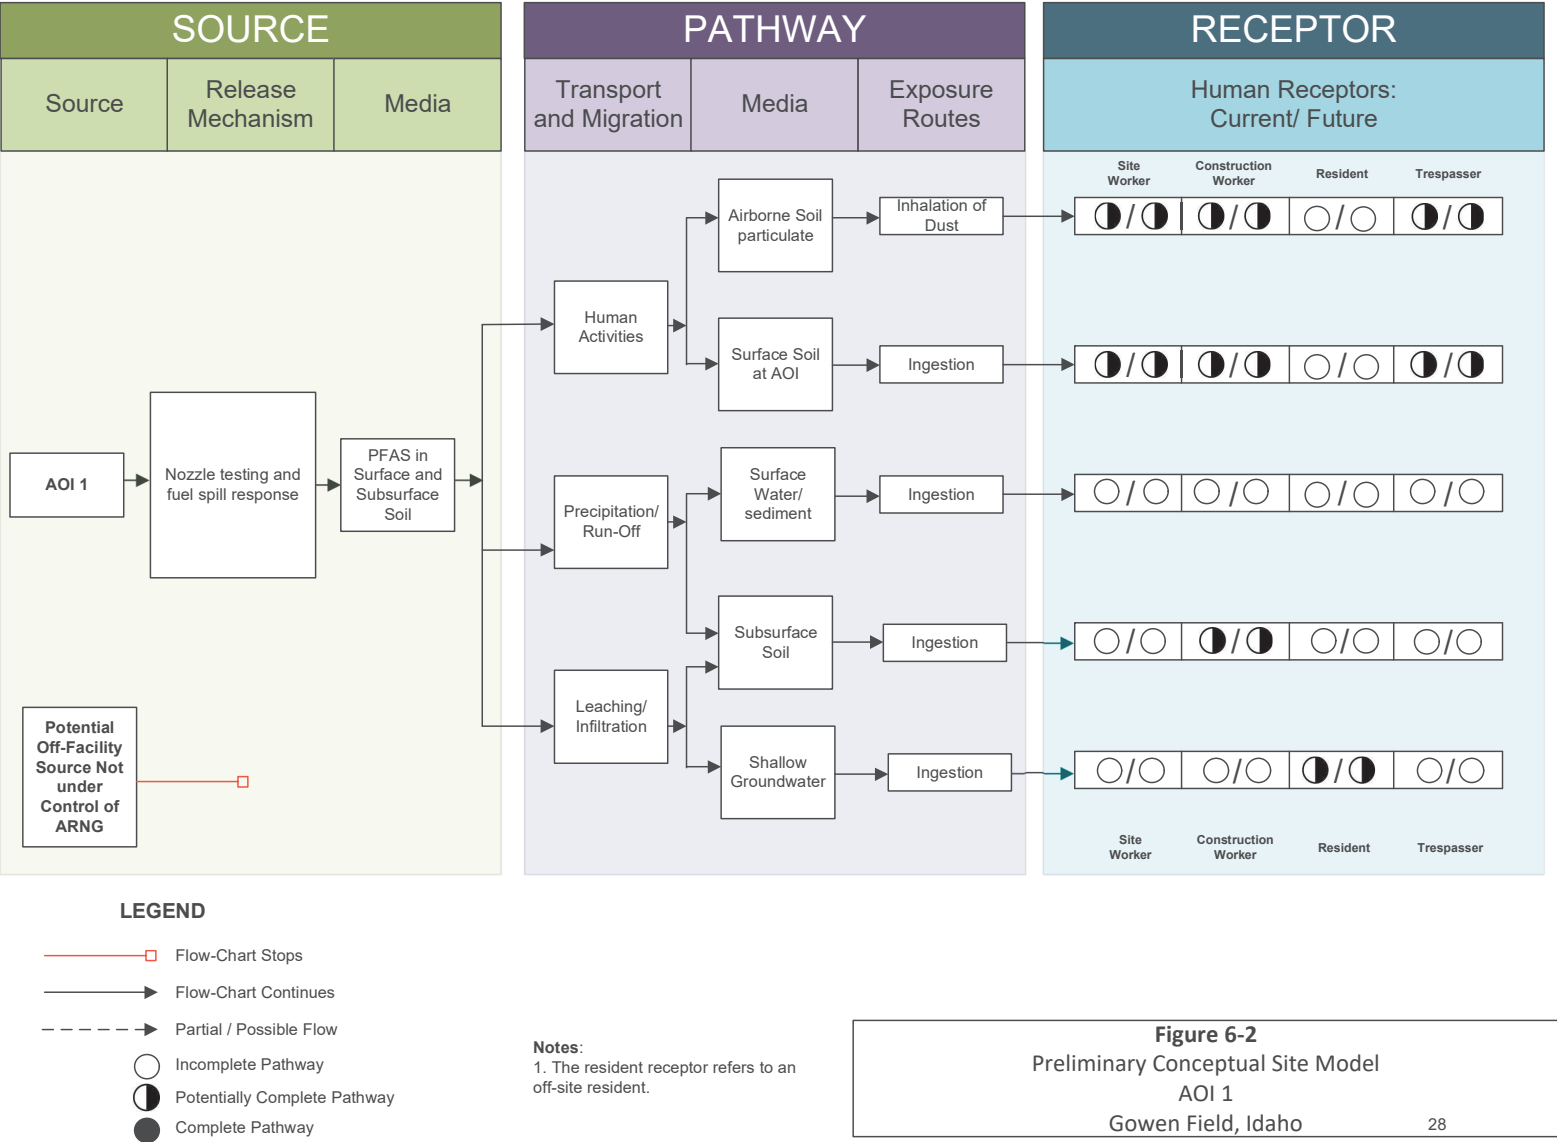 SOURCE
PATHWAY
RECEPTOR
Source
Release
Mechanism
Media
Transport
and Migration
Media
Exposure
Routes
Human Receptors:
Current/ Future
Site
Worker
Construction
Worker
Resident
Trespasser
Airborne Soil
particulate
Inhalation of
Dust
/
/
/
/
Human
Activities
Surface Soil
at AOI
Ingestion
/
/
/
/
AOI 1
Nozzle testing and
fuel spill response
PFAS in
Surface and
Subsurface
Soil
Precipitation/
Run-Off
Surface
Water/
sediment
Ingestion
/
/
/
/
Subsurface
Soil
Ingestion
/
/
/
/
Leaching/
Infiltration
Shallow
Groundwater
Ingestion
/
/
/
/
Potential
Off-Facility
Source Not
under
Control of
ARNG
Site
Worker
Construction
Worker
Resident
Trespasser
LEGEND
Flow-Chart Stops
Flow-Chart Continues
Partial / Possible Flow
Incomplete Pathway
Potentially Complete Pathway
Complete Pathway
Notes:
1. The resident receptor refers to an
off-site resident.
Figure 6-2
Preliminary Conceptual Site Model
AOI 1
Gowen Field, Idaho
28